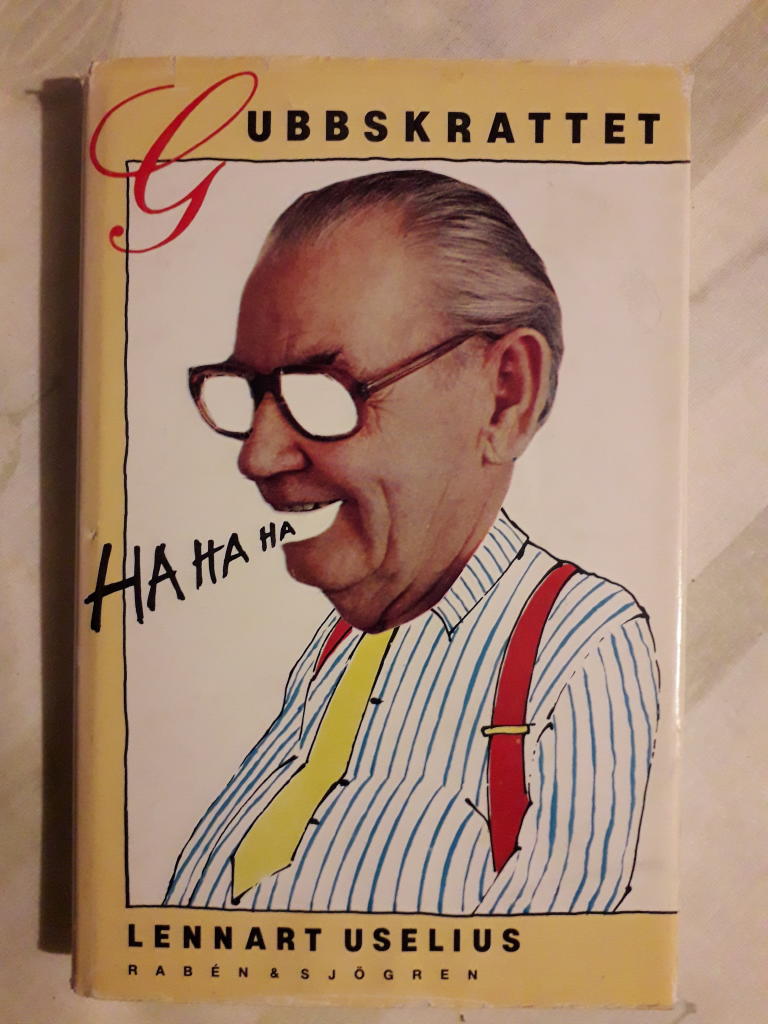 GUBBSKRATTET
HA HA HA
LENNART USELIUS
RABÉN & SJÖGREN